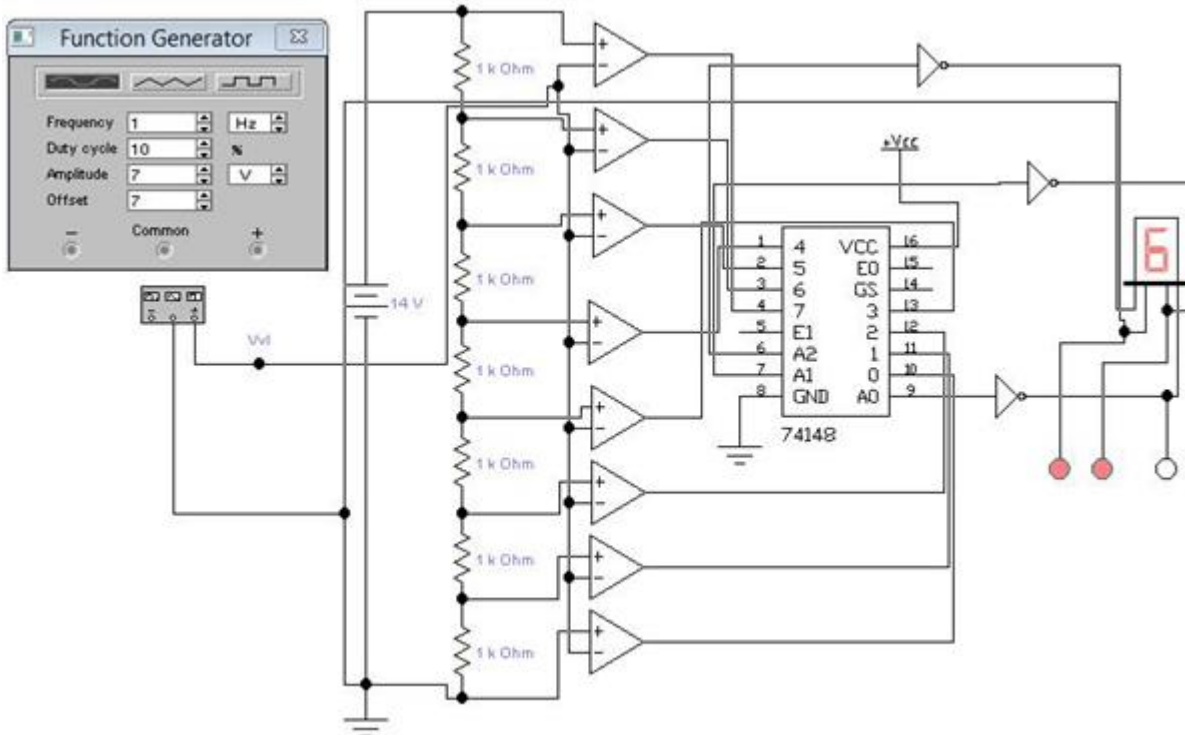 Function Generator
Frequency 1 Hz
Duty cycle 10 %
Amplitude 7 V
Offset 7
− Common +
14 V
1 k Ohm
1 k Ohm
1 k Ohm
1 k Ohm
1 k Ohm
1 k Ohm
1 k Ohm
+ −
+ −
+ −
+ −
+ −
+ −
+ −
+ −
+Vcc
1 4 VCC 16
2 5 EO 15
3 6 GS 14
4 7 3 13
5 E1 2 12
6 A2 1 11
7 A1 0 10
8 GND A0 9
74148
6